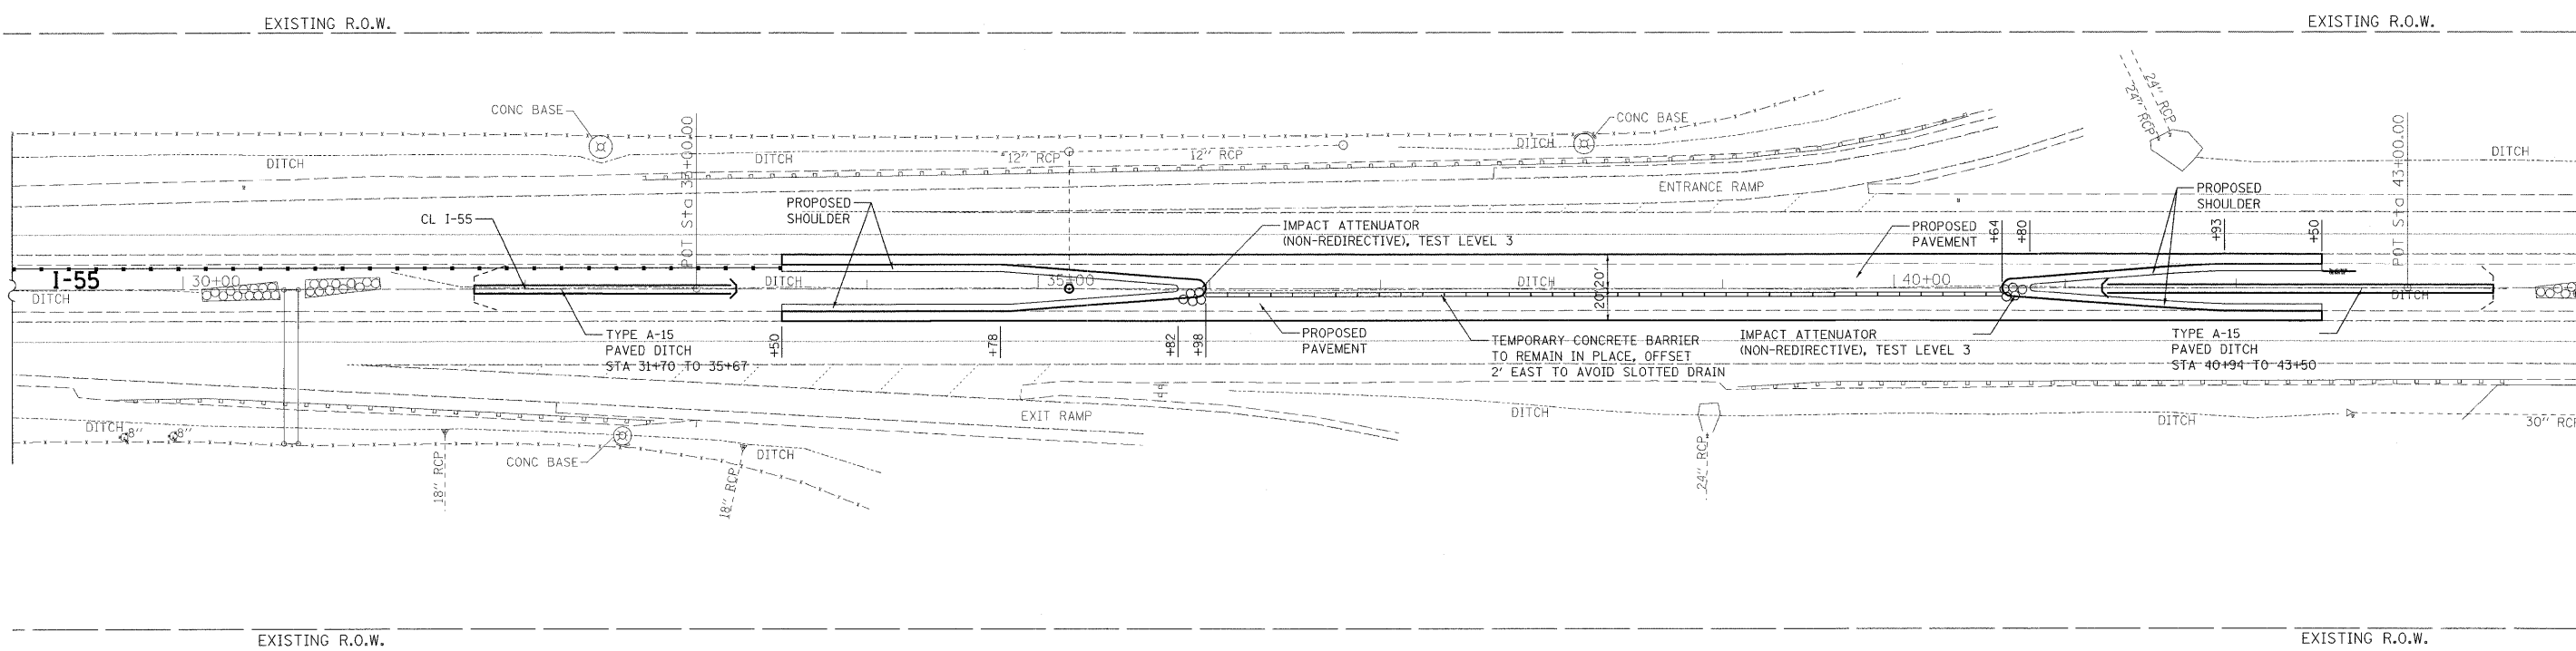 EXISTING R.O.W.
EXISTING R.O.W.
CONC BASE
CONC BASE
24" RCP
24" RCP
DITCH
DITCH
12" RCP
12" RCP
DITCH
DITCH
ENTRANCE RAMP
POT Sta 43+00.00
CL I-55
PROPOSED
SHOULDER
IMPACT ATTENUATOR
(NON-REDIRECTIVE), TEST LEVEL 3
PROPOSED
PAVEMENT
+64
+80
+93
+50
PROPOSED
SHOULDER
I-55
DITCH
30+00
DITCH
35+00
DITCH
20'
20'
40+00
DITCH
TYPE A-15
PAVED DITCH
STA 31+70 TO 35+67
+50
+78
+82
+98
PROPOSED
PAVEMENT
TEMPORARY CONCRETE BARRIER
TO REMAIN IN PLACE, OFFSET
2' EAST TO AVOID SLOTTED DRAIN
IMPACT ATTENUATOR
(NON-REDIRECTIVE), TEST LEVEL 3
TYPE A-15
PAVED DITCH
STA 40+94 TO 43+50
EXIT RAMP
DITCH
DITCH
DITCH
30" RCP
DITCH
CONC BASE
18" RCP
18" RCP
24" RCP
EXISTING R.O.W.
EXISTING R.O.W.